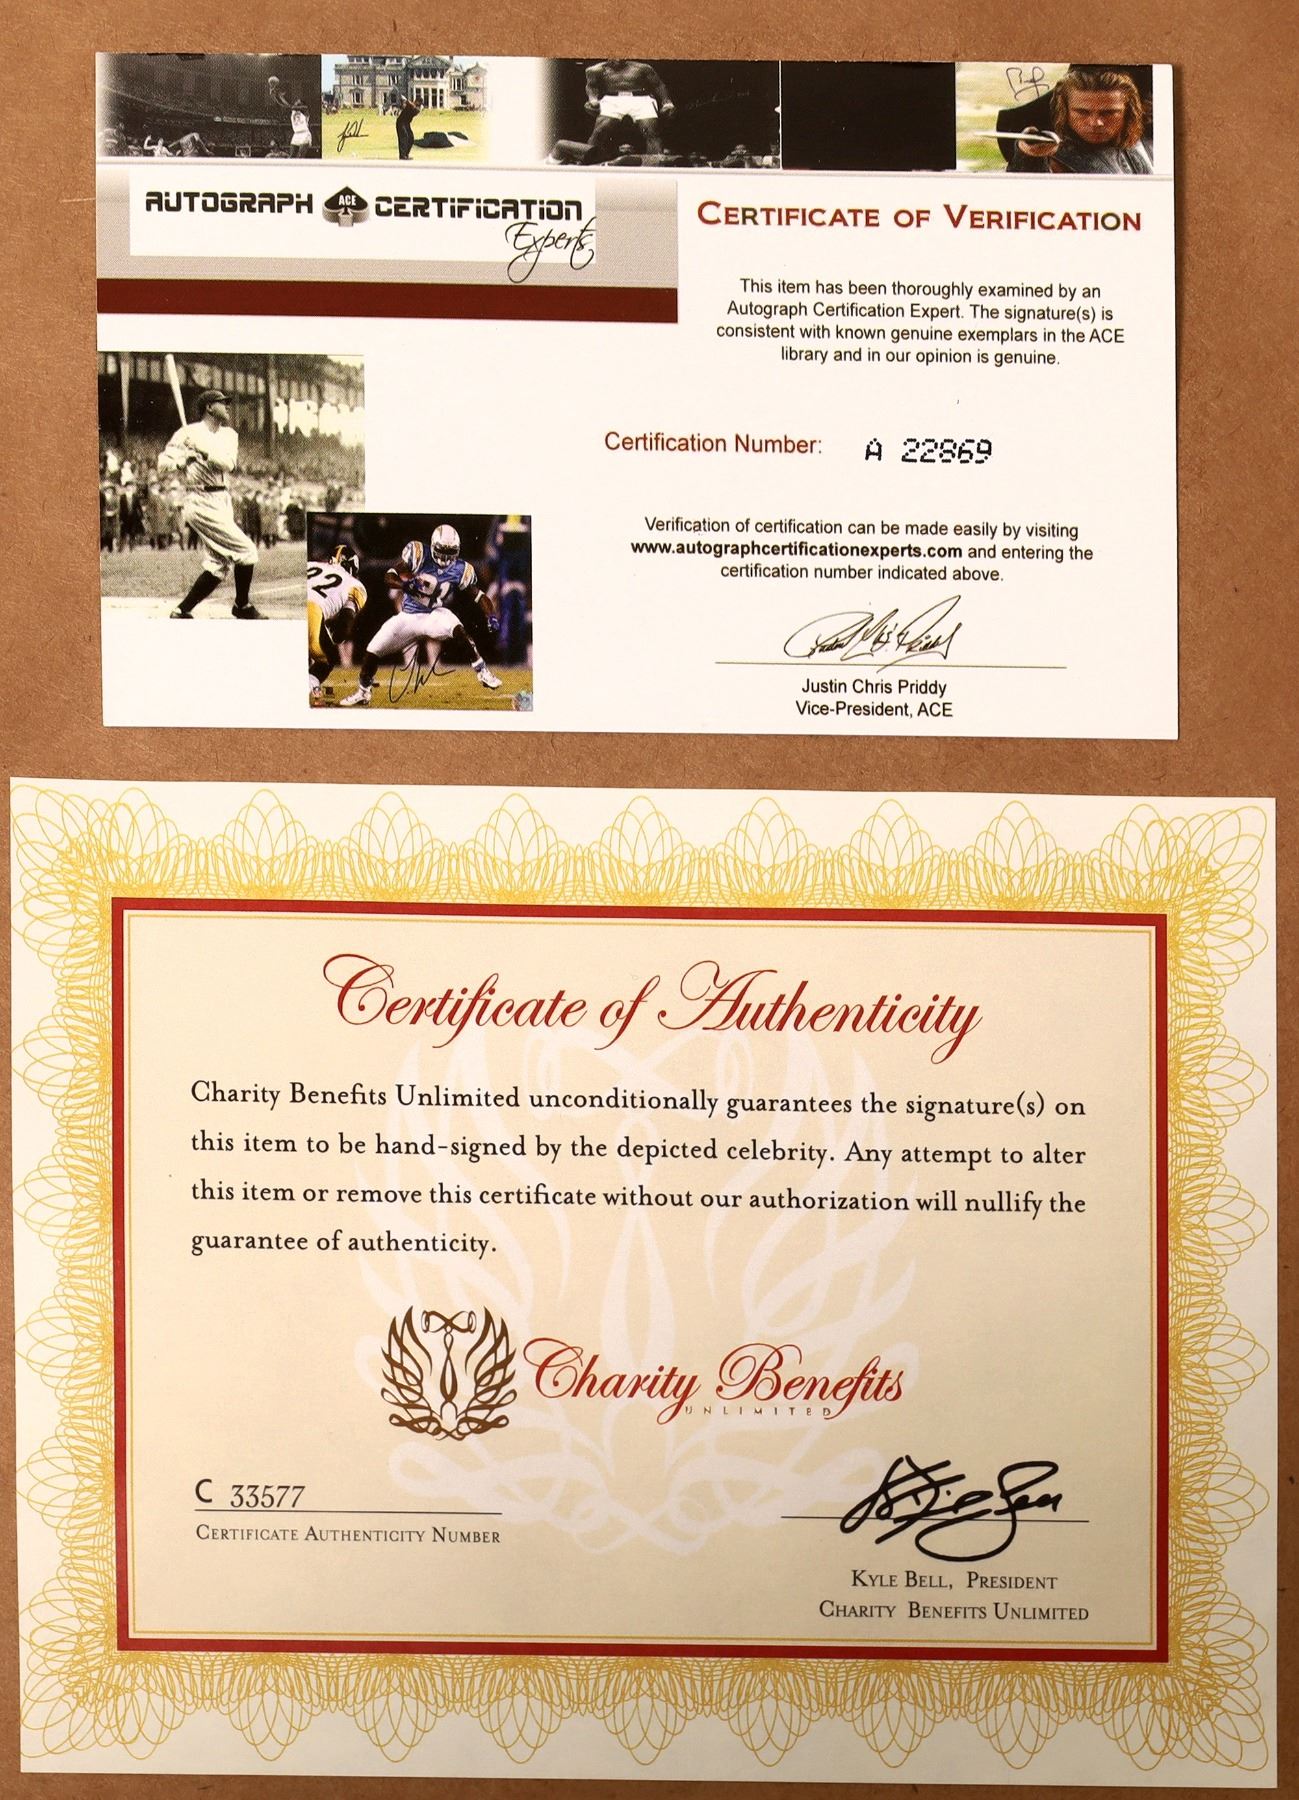 AUTOGRAPH ACE CERTIFICATION
Experts
CERTIFICATE OF VERIFICATION
This item has been thoroughly examined by an
Autograph Certification Expert. The signature(s) is
consistent with known genuine exemplars in the ACE
library and in our opinion is genuine.
Certification Number: A 22869
Verification of certification can be made easily by visiting
www.autographcertificationexperts.com and entering the
certification number indicated above.
Justin Chris Priddy
Vice-President, ACE
22
Certificate of Authenticity
Charity Benefits Unlimited unconditionally guarantees the signature(s) on
this item to be hand-signed by the depicted celebrity. Any attempt to alter
this item or remove this certificate without our authorization will nullify the
guarantee of authenticity.
Charity Benefits
UNLIMITED
C 33577
CERTIFICATE AUTHENTICITY NUMBER
KYLE BELL, PRESIDENT
CHARITY BENEFITS UNLIMITED